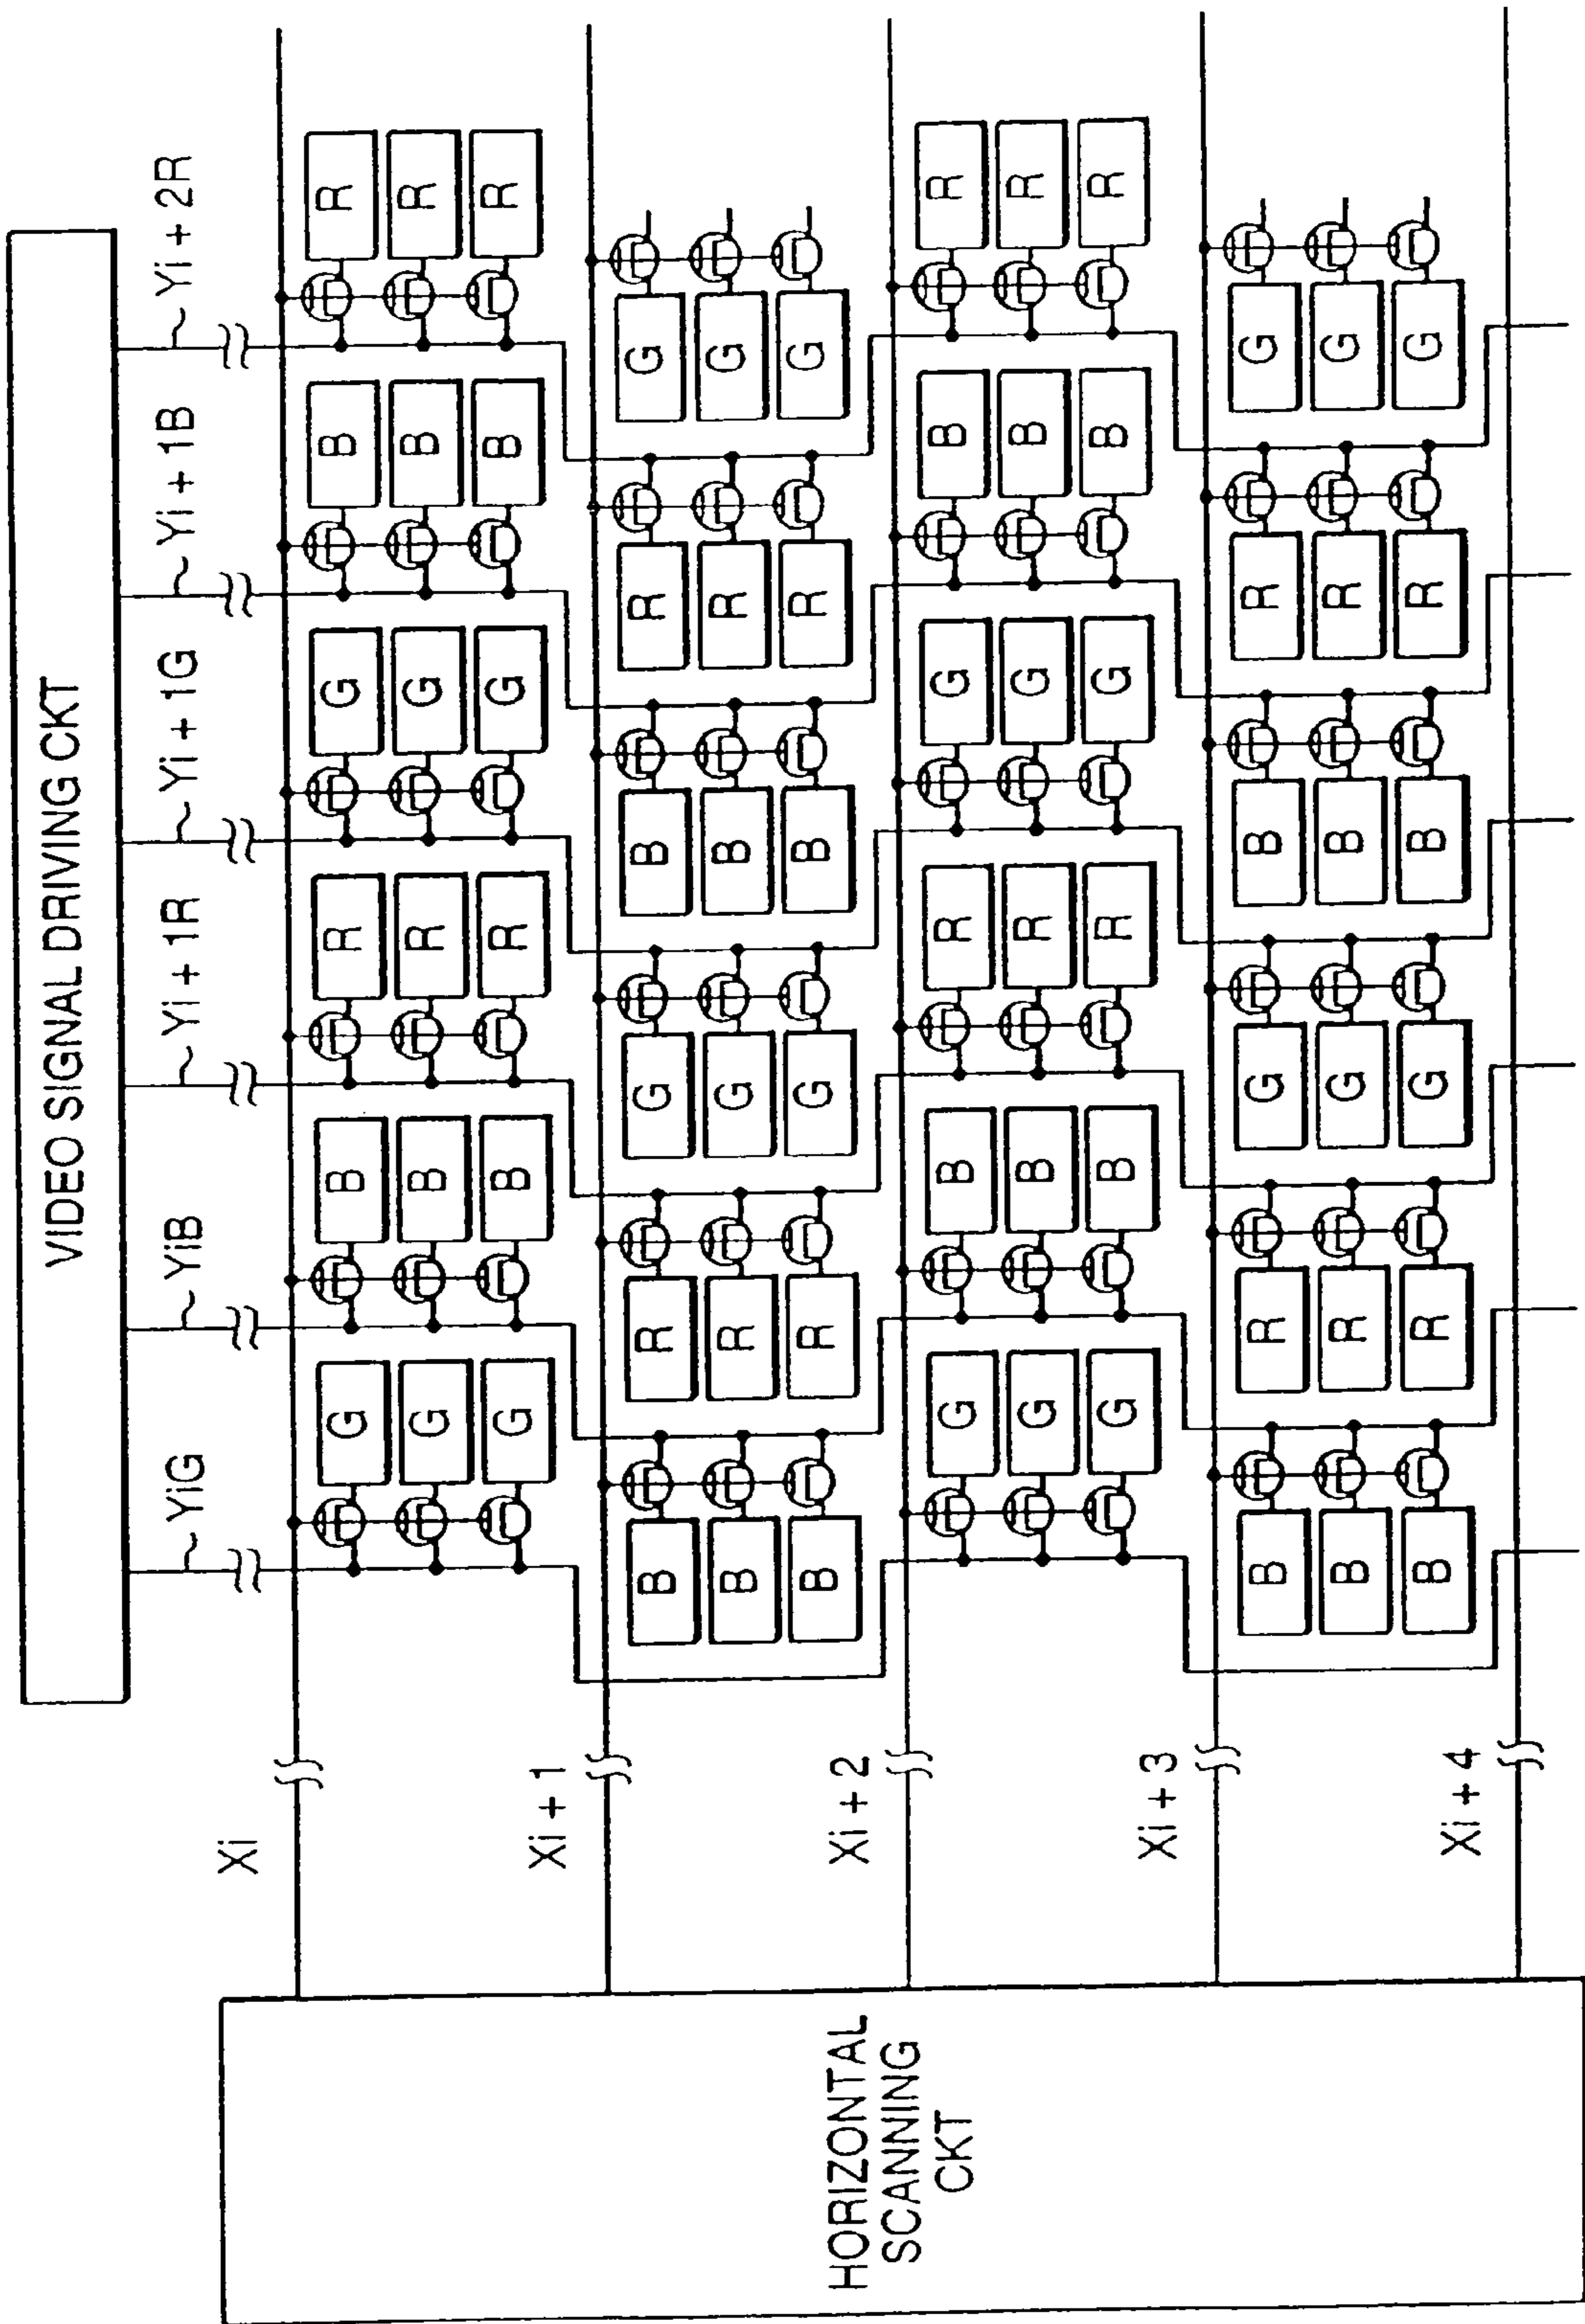 VIDEO SIGNAL DRIVING CKT
YiG YiB Yi + 1R Yi + 1G Yi + 1B Yi + 2R
Xi
G B R G B R
G B R G B R
G B R G B R
Xi + 1
B R G B R G
B R G B R G
B R G B R G
HORIZONTAL
SCANNING
CKT
Xi + 2
G B R G B R
G B R G B R
G B R G B R
Xi + 3
B R G B R G
B R G B R G
B R G B R G
Xi + 4